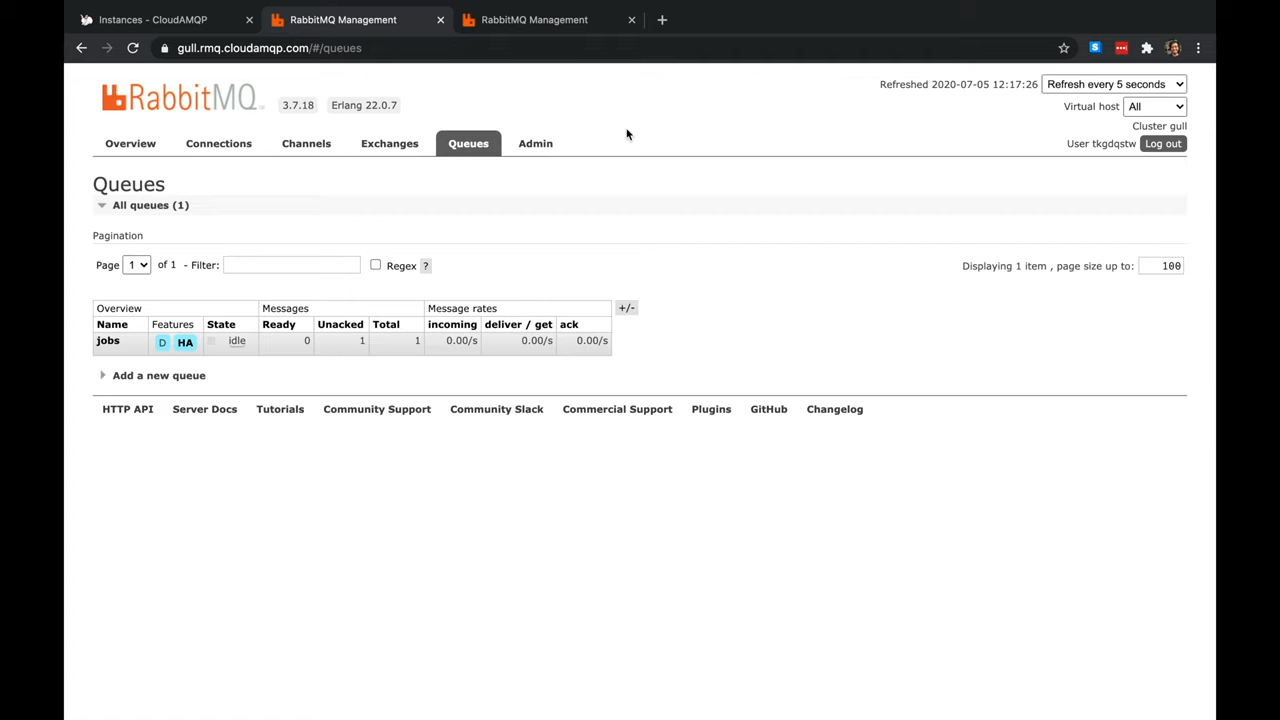 Instances - CloudAMQP
RabbitMQ Management
RabbitMQ Management
gull.rmq.cloudamqp.com/#/queues
S
RabbitMQ
TM
3.7.18
Erlang 22.0.7
Refreshed 2020-07-05 12:17:26
Refresh every 5 seconds
Virtual host All
Cluster gull
User tkgdqstw Log out
Overview Connections Channels Exchanges Queues Admin
Queues
All queues (1)
Pagination
Page 1 of 1 - Filter: Regex ?
Displaying 1 item , page size up to: 100
Overview Messages Message rates +/-
Name Features State Ready Unacked Total incoming deliver / get ack
jobs D HA idle 0 1 1 0.00/s 0.00/s 0.00/s
Add a new queue
HTTP API Server Docs Tutorials Community Support Community Slack Commercial Support Plugins GitHub Changelog